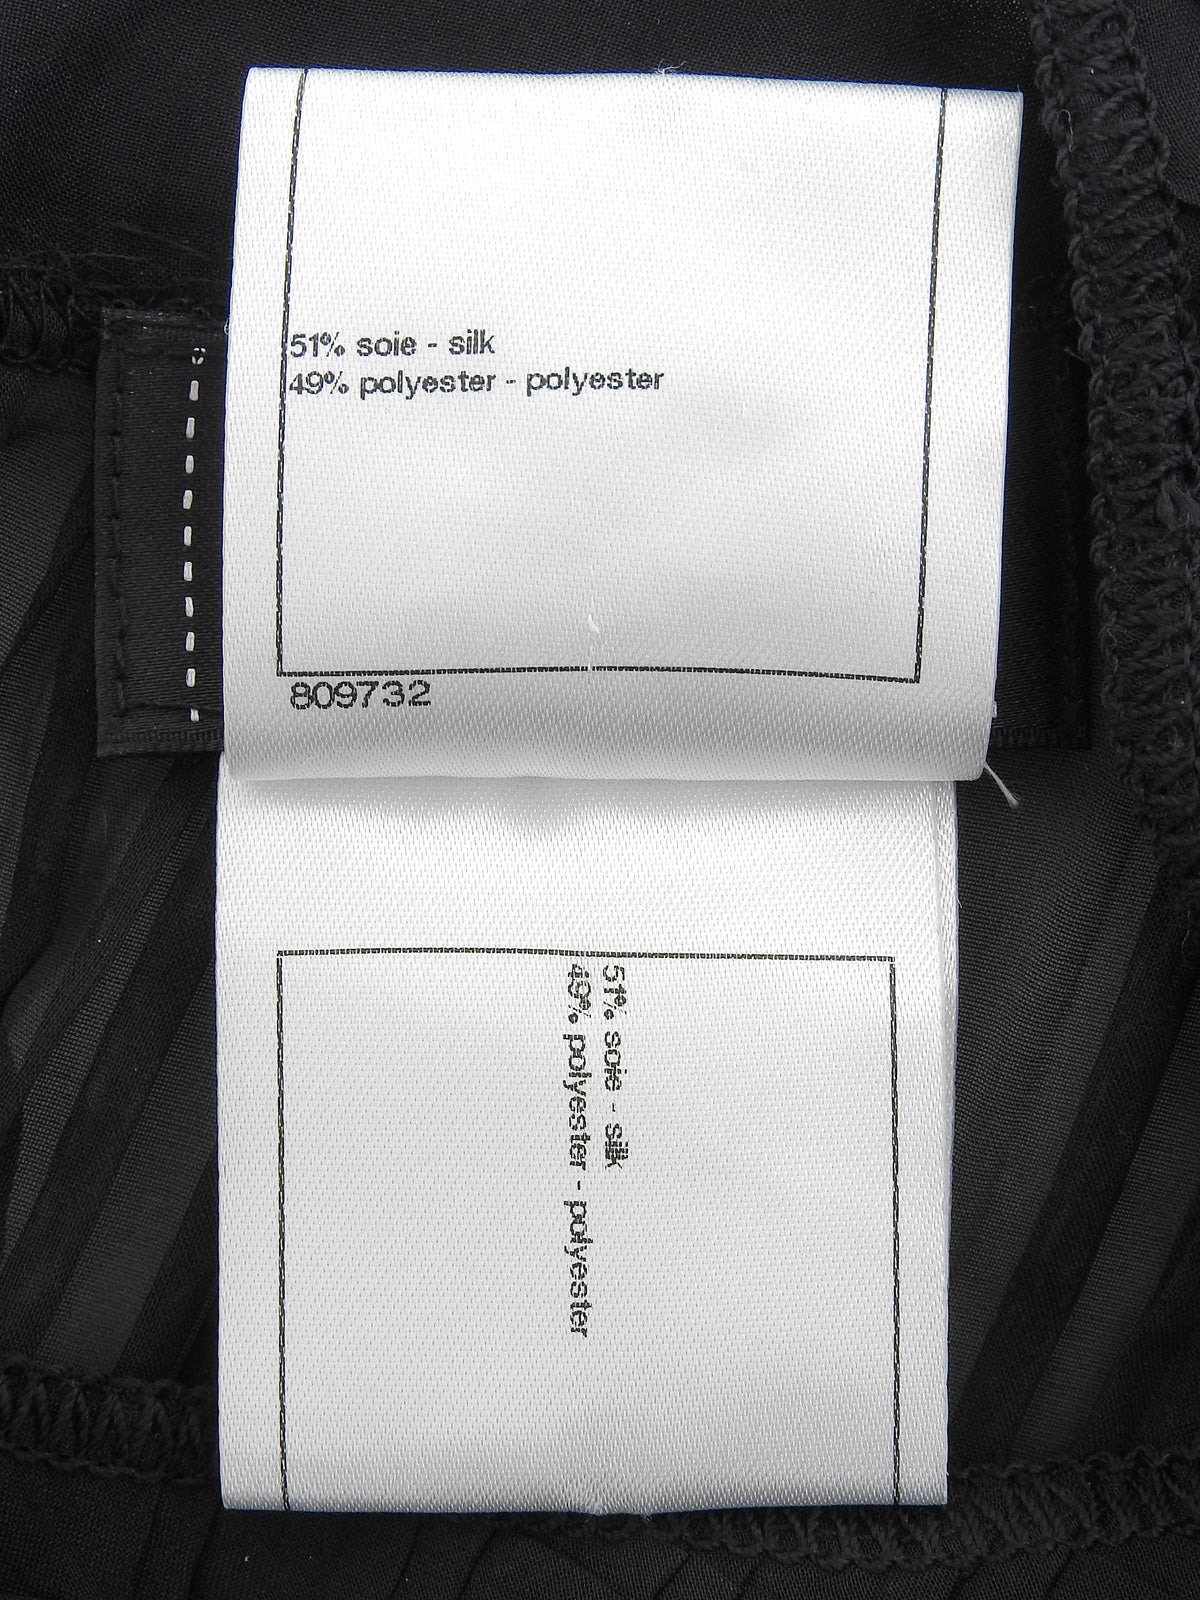 51% soie - silk
49% polyester - polyester
809732
51% soie - silk
49% polyester - polyester